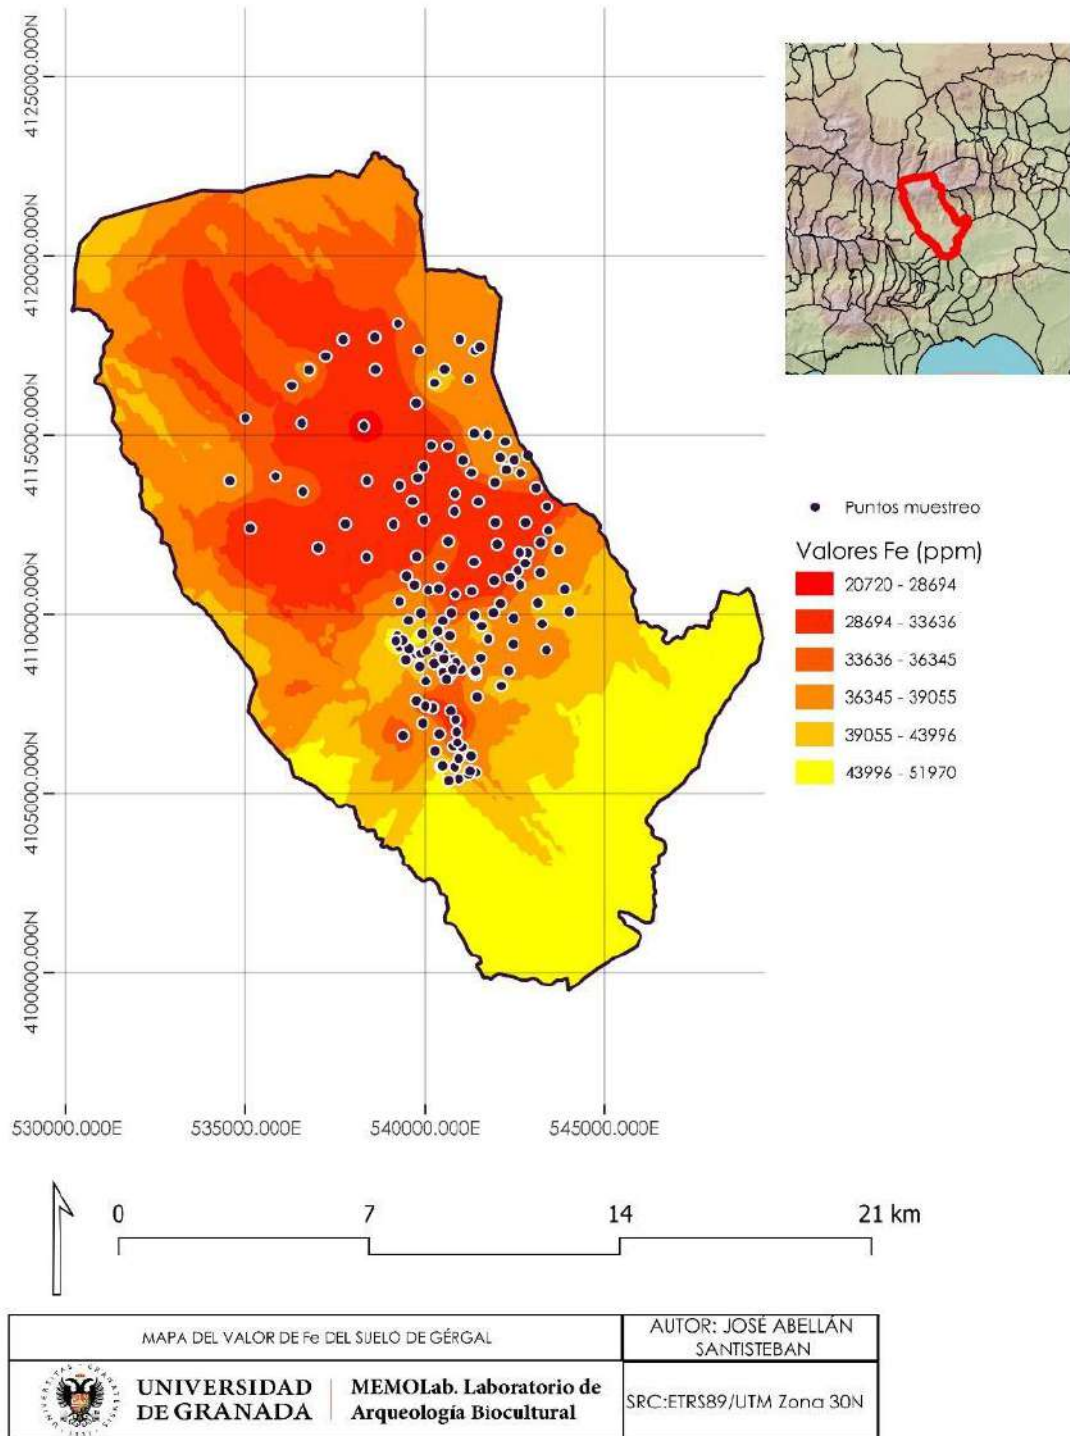 4125000.000N
4120000.000N
4115000.000N
4110000.000N
4105000.000N
4100000.000N
530000.000E
535000.000E
540000.000E
545000.000E
Puntos muestreo
Valores Fe (ppm)
20720 - 28694
28694 - 33636
33636 - 36345
36345 - 39055
39055 - 43996
43996 - 51970
0
7
14
21 km
MAPA DEL VALOR DE Fe DEL SUELO DE GÉRGAL
AUTOR: JOSÉ ABELLÁN
SANTISTEBAN
UNIVERSIDAD
DE GRANADA
MEMOLab. Laboratorio de
Arqueología Biocultural
SRC:ETRS89/UTM Zona 30N